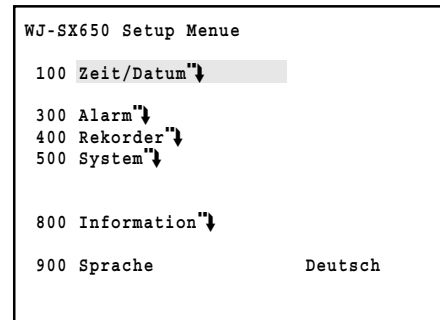 WJ-SX650 Setup Menue
100 Zeit/Datum
300 Alarm
400 Rekorder
500 System
800 Information
900 Sprache Deutsch